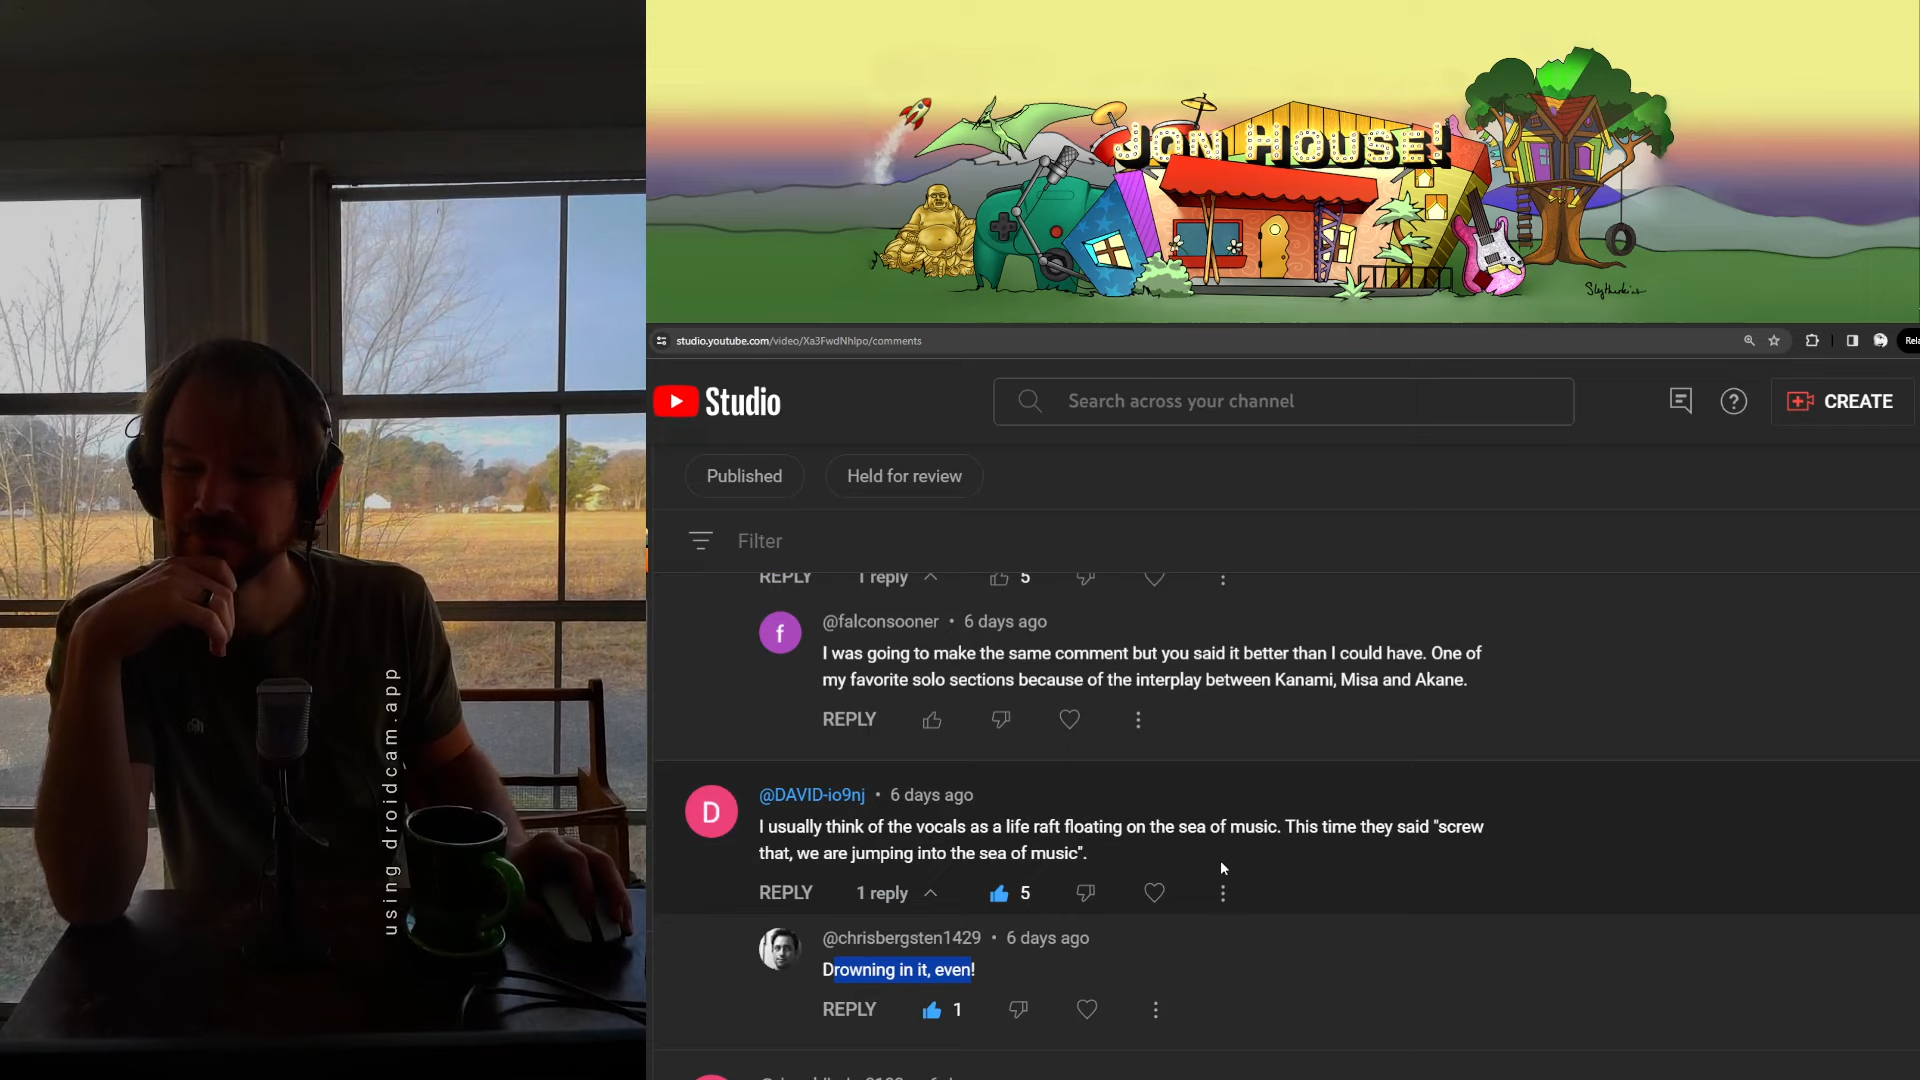 JON HOUSE!
Slytherkins
studio.youtube.com/video/Xa3FwdNhlpo/comments
Rela
Studio
Search across your channel
CREATE
Published
Held for review
Filter
REPLY 1 reply 5
f
@falconsooner • 6 days ago
I was going to make the same comment but you said it better than I could have. One of
my favorite solo sections because of the interplay between Kanami, Misa and Akane.
REPLY
D
@DAVID-io9nj • 6 days ago
I usually think of the vocals as a life raft floating on the sea of music. This time they said "screw
that, we are jumping into the sea of music".
REPLY 1 reply 5
@chrisbergsten1429 • 6 days ago
Drowning in it, even!
REPLY 1
using droidcam.app